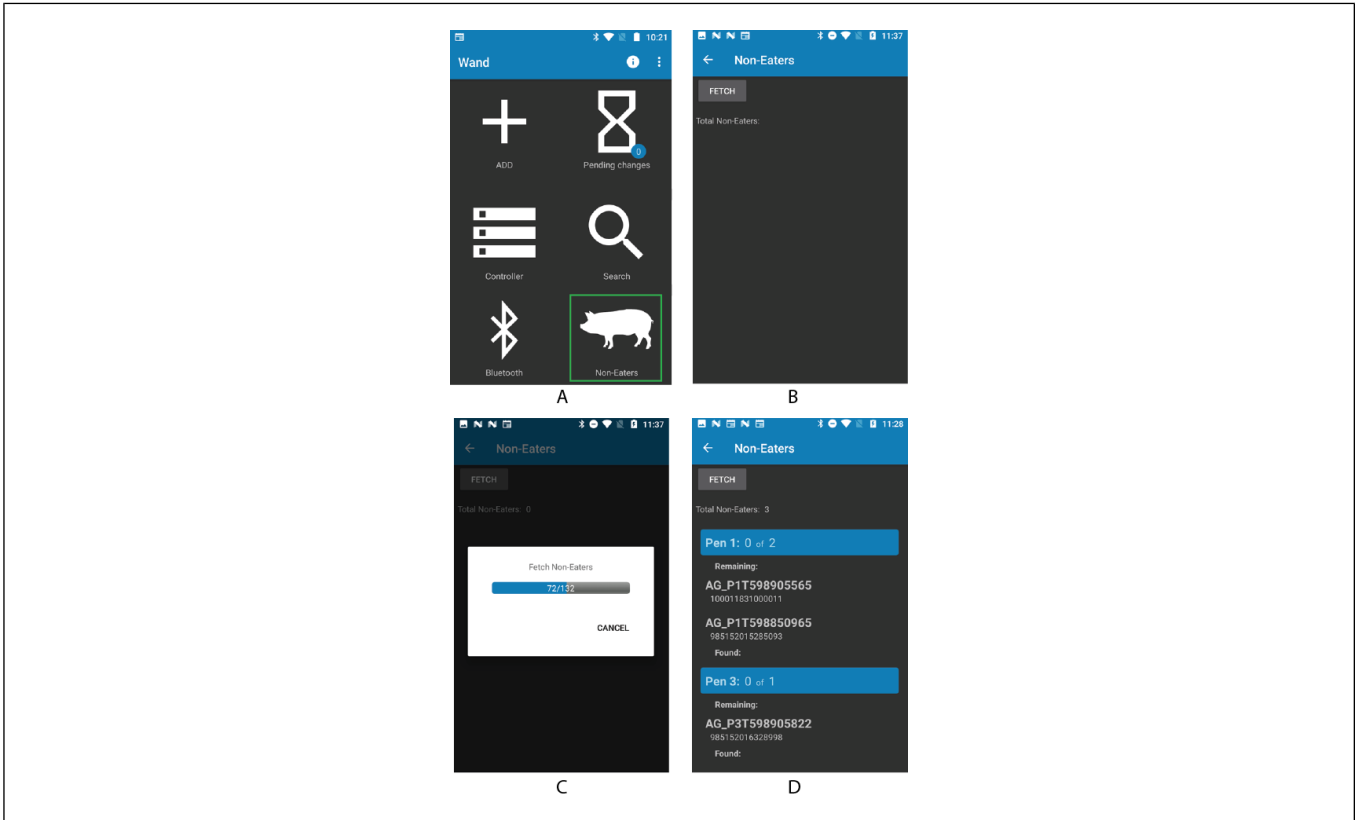 10:21
Wand
ADD
0
Pending changes
Controller
Search
Bluetooth
Non-Eaters
A
11:37
Non-Eaters
FETCH
Total Non-Eaters:
B
11:37
Non-Eaters
FETCH
Total Non-Eaters: 0
Fetch Non-Eaters
72/132
CANCEL
C
11:28
Non-Eaters
FETCH
Total Non-Eaters: 3
Pen 1: 0 of 2
Remaining:
AG_P1T598905565
100011831000011
AG_P1T598850965
985152015285093
Found:
Pen 3: 0 of 1
Remaining:
AG_P3T598905822
985152016328998
Found:
D